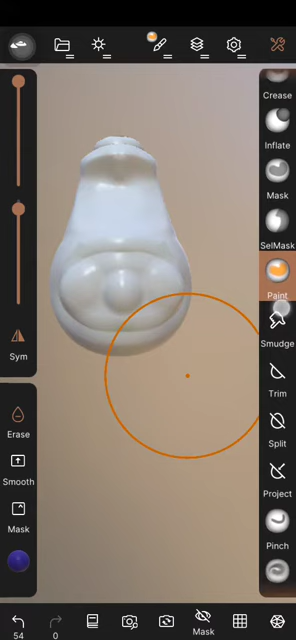 Crease
Inflate
Mask
SelMask
Paint
Smudge
Trim
Split
Project
Pinch
Sym
Erase
Smooth
Mask
54
0
Mask